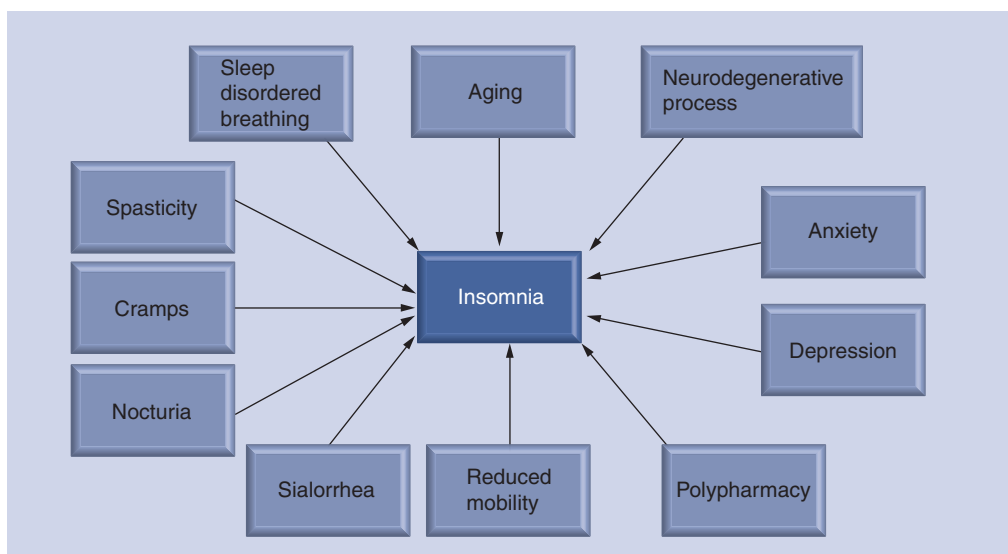 Sleep
disordered
breathing
Aging
Neurodegenerative
process
Spasticity
Anxiety
Insomnia
Cramps
Depression
Nocturia
Sialorrhea
Reduced
mobility
Polypharmacy